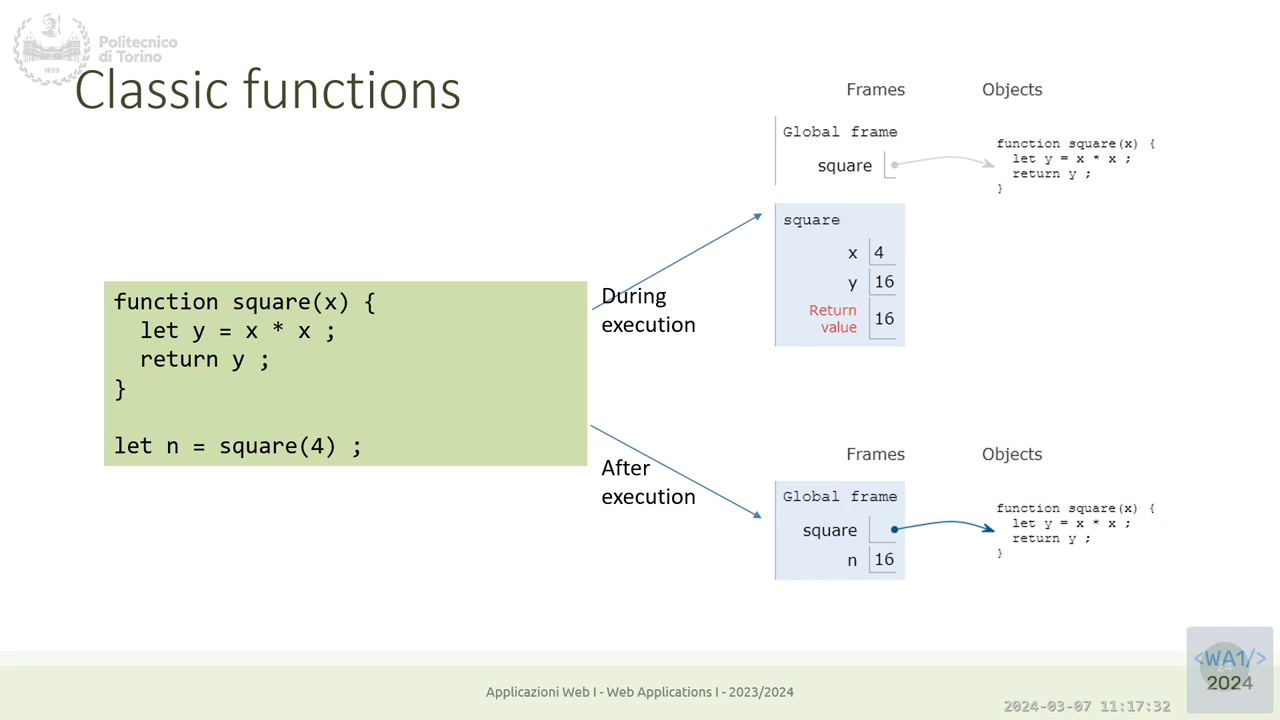 Politecnico
di Torino
1859
Classic functions
function square(x) {
let y = x * x ;
return y ;
}
let n = square(4) ;
During
execution
After
execution
Frames Objects
Global frame
square
function square(x) {
let y = x * x ;
return y ;
}
square
x 4
y 16
Return
value 16
Frames Objects
Global frame
square
n 16
function square(x) {
let y = x * x ;
return y ;
}
Applicazioni Web I - Web Applications I - 2023/2024
2024-03-07 11:17:32
<WA1/>
2024